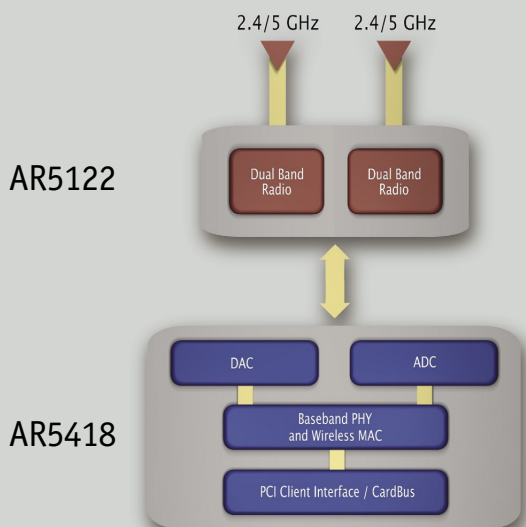 2.4/5 GHz 2.4/5 GHz
AR5122
Dual Band
Radio
Dual Band
Radio
DAC
ADC
AR5418
Baseband PHY
and Wireless MAC
PCI Client Interface / CardBus